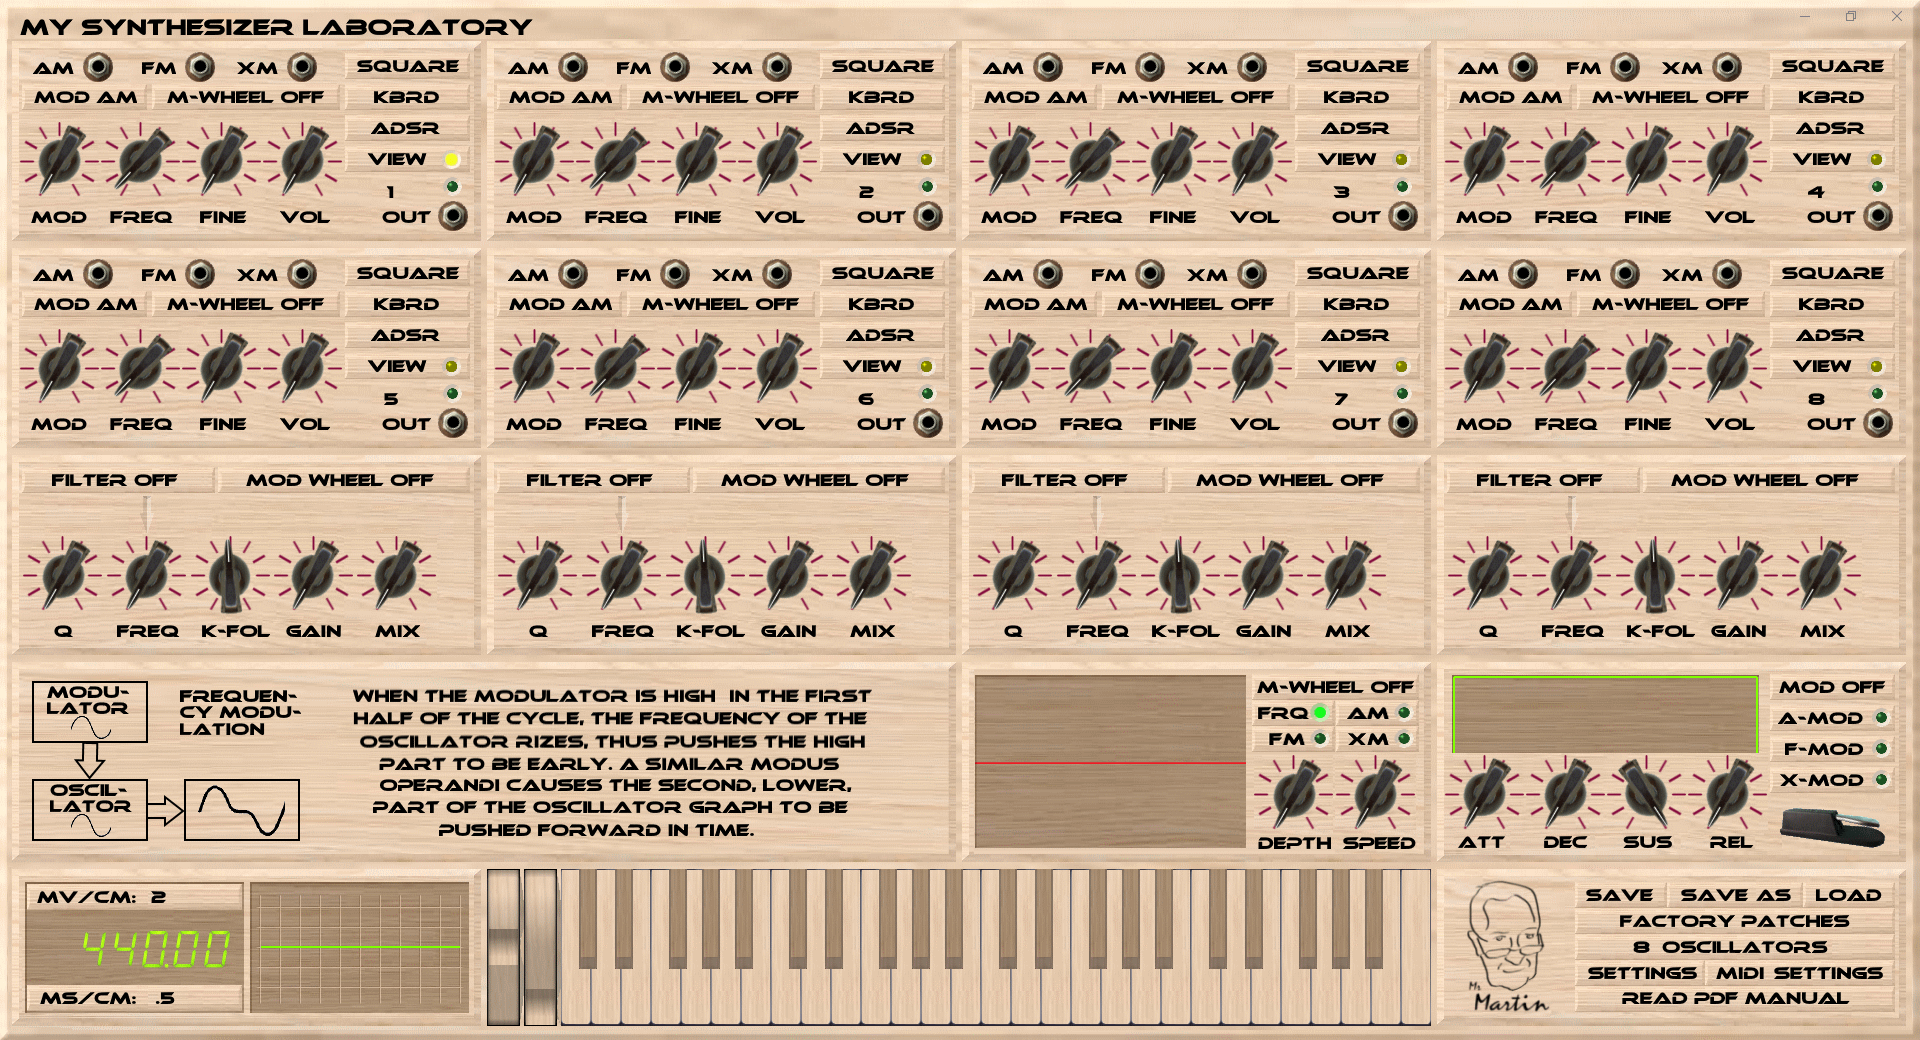 MY SYNTHESIZER LABORATORY
AM FM XM SQUARE
MOD AM M-WHEEL OFF KBRD
ADSR
VIEW
1
MOD FREQ FINE VOL OUT
AM FM XM SQUARE
MOD AM M-WHEEL OFF KBRD
ADSR
VIEW
2
MOD FREQ FINE VOL OUT
AM FM XM SQUARE
MOD AM M-WHEEL OFF KBRD
ADSR
VIEW
3
MOD FREQ FINE VOL OUT
AM FM XM SQUARE
MOD AM M-WHEEL OFF KBRD
ADSR
VIEW
4
MOD FREQ FINE VOL OUT
AM FM XM SQUARE
MOD AM M-WHEEL OFF KBRD
ADSR
VIEW
5
MOD FREQ FINE VOL OUT
AM FM XM SQUARE
MOD AM M-WHEEL OFF KBRD
ADSR
VIEW
6
MOD FREQ FINE VOL OUT
AM FM XM SQUARE
MOD AM M-WHEEL OFF KBRD
ADSR
VIEW
7
MOD FREQ FINE VOL OUT
AM FM XM SQUARE
MOD AM M-WHEEL OFF KBRD
ADSR
VIEW
8
MOD FREQ FINE VOL OUT
FILTER OFF MOD WHEEL OFF
Q FREQ K-FOL GAIN MIX
FILTER OFF MOD WHEEL OFF
Q FREQ K-FOL GAIN MIX
FILTER OFF MOD WHEEL OFF
Q FREQ K-FOL GAIN MIX
FILTER OFF MOD WHEEL OFF
Q FREQ K-FOL GAIN MIX
MODU-
LATOR
OSCIL-
LATOR
FREQUEN-
CY MODU-
LATION
WHEN THE MODULATOR IS HIGH IN THE FIRST
HALF OF THE CYCLE, THE FREQUENCY OF THE
OSCILLATOR RIZES, THUS PUSHES THE HIGH
PART TO BE EARLY. A SIMILAR MODUS
OPERANDI CAUSES THE SECOND, LOWER,
PART OF THE OSCILLATOR GRAPH TO BE
PUSHED FORWARD IN TIME.
M-WHEEL OFF
FRQ AM
FM XM
DEPTH SPEED
MOD OFF
A-MOD
F-MOD
X-MOD
ATT DEC SUS REL
MV/CM: 2
440.00
MS/CM: .5
Mr Martin
SAVE SAVE AS LOAD
FACTORY PATCHES
8 OSCILLATORS
SETTINGS MIDI SETTINGS
READ PDF MANUAL